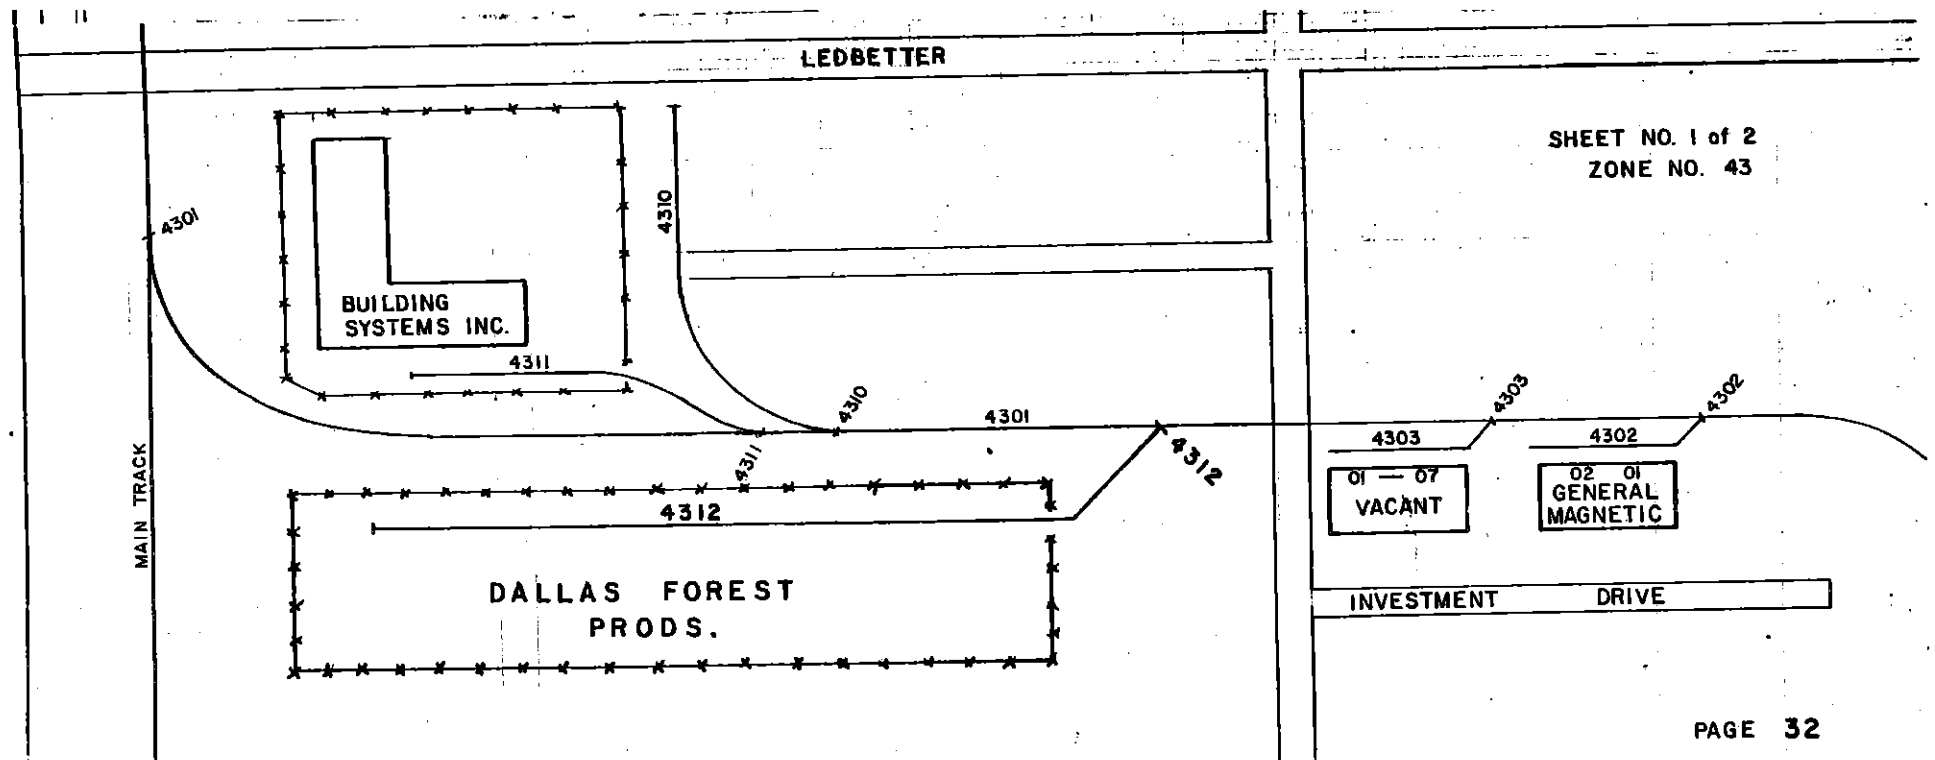 LEDBETTER
SHEET NO. 1 of 2
ZONE NO. 43
4301
4310
BUILDING
SYSTEMS INC.
4311
4310
4301
4303
4302
4311
4312
4303
4302
MAIN TRACK
01 — 07
VACANT
02 01
GENERAL
MAGNETIC
4312
DALLAS FOREST
PRODS.
INVESTMENT DRIVE
PAGE 32